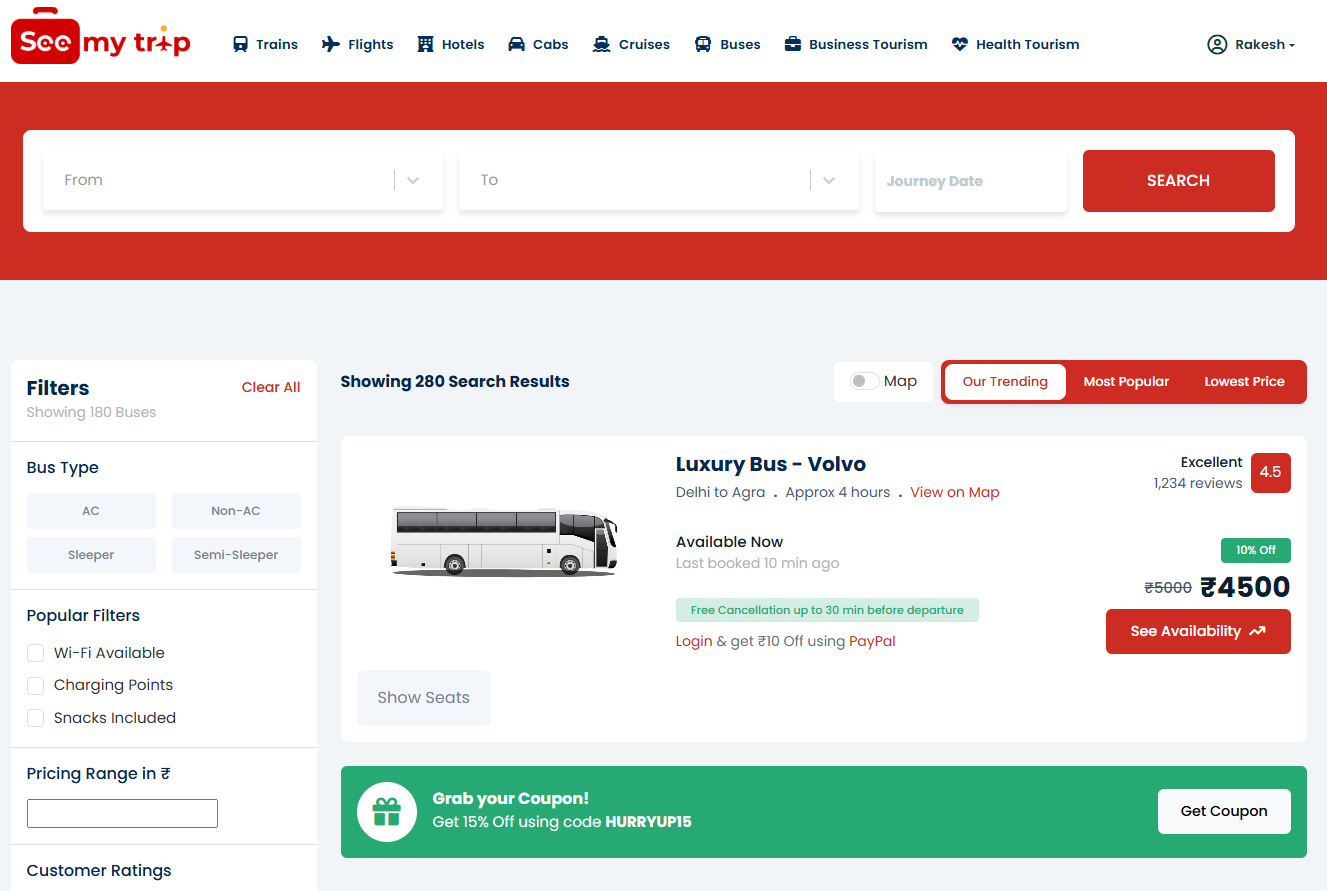 See my trip
Trains Flights Hotels Cabs Cruises Buses Business Tourism Health Tourism Rakesh
From To Journey Date SEARCH
Filters Clear All
Showing 180 Buses
Bus Type
AC Non-AC
Sleeper Semi-Sleeper
Popular Filters
Wi-Fi Available
Charging Points
Snacks Included
Pricing Range in ₹
Customer Ratings
Showing 280 Search Results Map Our Trending Most Popular Lowest Price
Luxury Bus - Volvo
Delhi to Agra . Approx 4 hours . View on Map
Excellent
1,234 reviews
4.5
Available Now
Last booked 10 min ago
10% Off
₹5000 ₹4500
Free Cancellation up to 30 min before departure
Login & get ₹10 Off using PayPal
See Availability
Show Seats
Grab your Coupon!
Get 15% Off using code HURRYUP15
Get Coupon